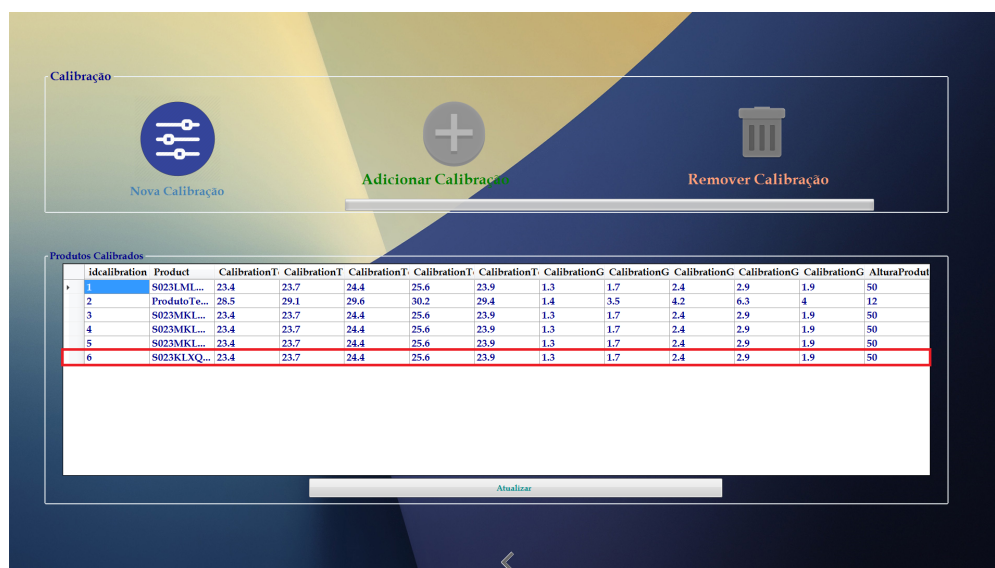 Calibração
Nova Calibração
Adicionar Calibração
Remover Calibração
Produtos Calibrados
idcalibration Product CalibrationT CalibrationT CalibrationT CalibrationT CalibrationT CalibrationG CalibrationG CalibrationG CalibrationG CalibrationG AlturaProdut
1 S023LML... 23.4 23.7 24.4 25.6 23.9 1.3 1.7 2.4 2.9 1.9 50
2 ProdutoTe... 28.5 29.1 29.6 30.2 29.4 1.4 3.5 4.2 6.3 4 12
3 S023MKL... 23.4 23.7 24.4 25.6 23.9 1.3 1.7 2.4 2.9 1.9 50
4 S023MKL... 23.4 23.7 24.4 25.6 23.9 1.3 1.7 2.4 2.9 1.9 50
5 S023MKL... 23.4 23.7 24.4 25.6 23.9 1.3 1.7 2.4 2.9 1.9 50
6 S023KLXQ... 23.4 23.7 24.4 25.6 23.9 1.3 1.7 2.4 2.9 1.9 50
Atualizar